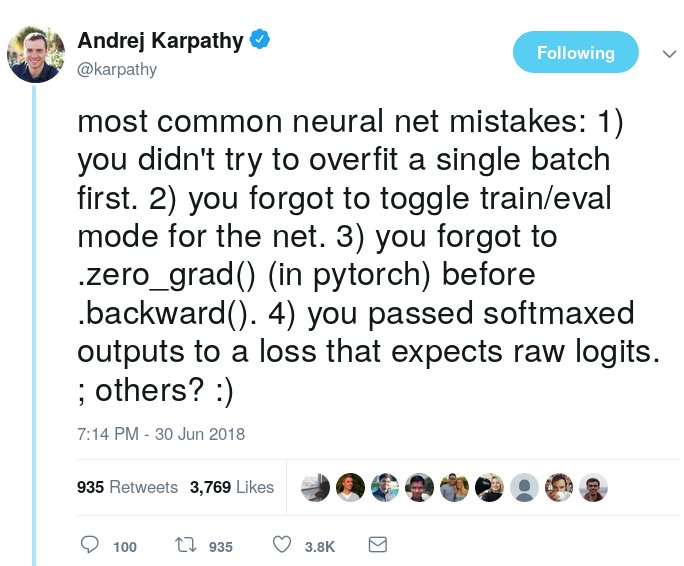 Andrej Karpathy
@karpathy
Following
most common neural net mistakes: 1)
you didn't try to overfit a single batch
first. 2) you forgot to toggle train/eval
mode for the net. 3) you forgot to
.zero_grad() (in pytorch) before
.backward(). 4) you passed softmaxed
outputs to a loss that expects raw logits.
; others? :)
7:14 PM - 30 Jun 2018
935 Retweets 3,769 Likes
100 935 3.8K